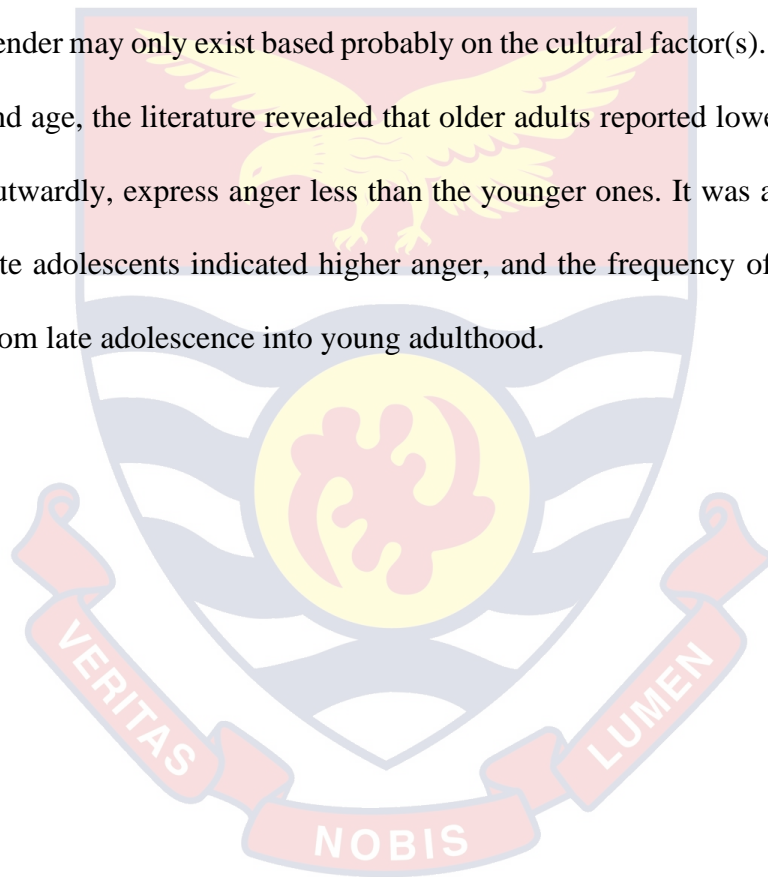 ender may only exist based probably on the cultural factor(s).
nd age, the literature revealed that older adults reported lowe
utwardly, express anger less than the younger ones. It was a
te adolescents indicated higher anger, and the frequency of
om late adolescence into young adulthood.
VERITAS
NOBIS
LUMEN